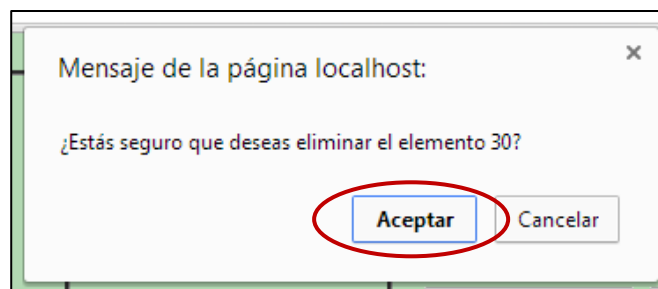 Mensaje de la página localhost:
¿Estás seguro que deseas eliminar el elemento 30?
Aceptar
Cancelar